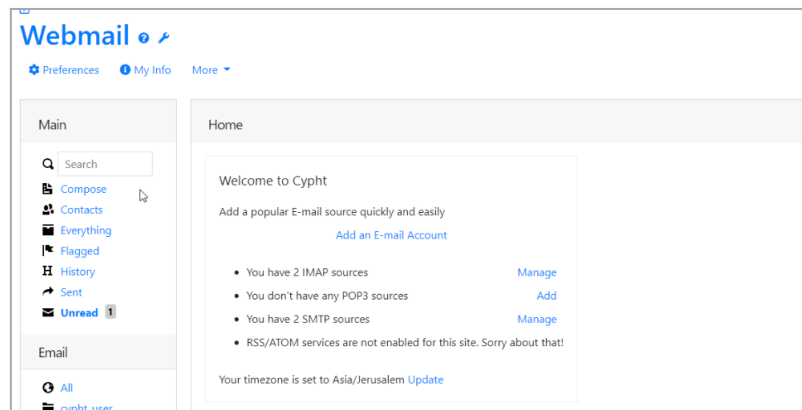 Webmail
Preferences My Info More
Main
Search
Compose
Contacts
Everything
Flagged
History
Sent
Unread 1
Email
All
cypht_user
Home
Welcome to Cypht
Add a popular E-mail source quickly and easily
Add an E-mail Account
You have 2 IMAP sources Manage
You don't have any POP3 sources Add
You have 2 SMTP sources Manage
RSS/ATOM services are not enabled for this site. Sorry about that!
Your timezone is set to Asia/Jerusalem Update